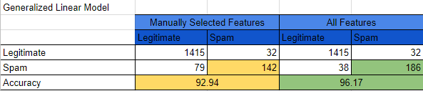 Generalized Linear Model
Manually Selected Features All Features
Legitimate Spam Legitimate Spam
Legitimate 1415 32 1415 32
Spam 79 142 38 186
Accuracy 92.94 96.17